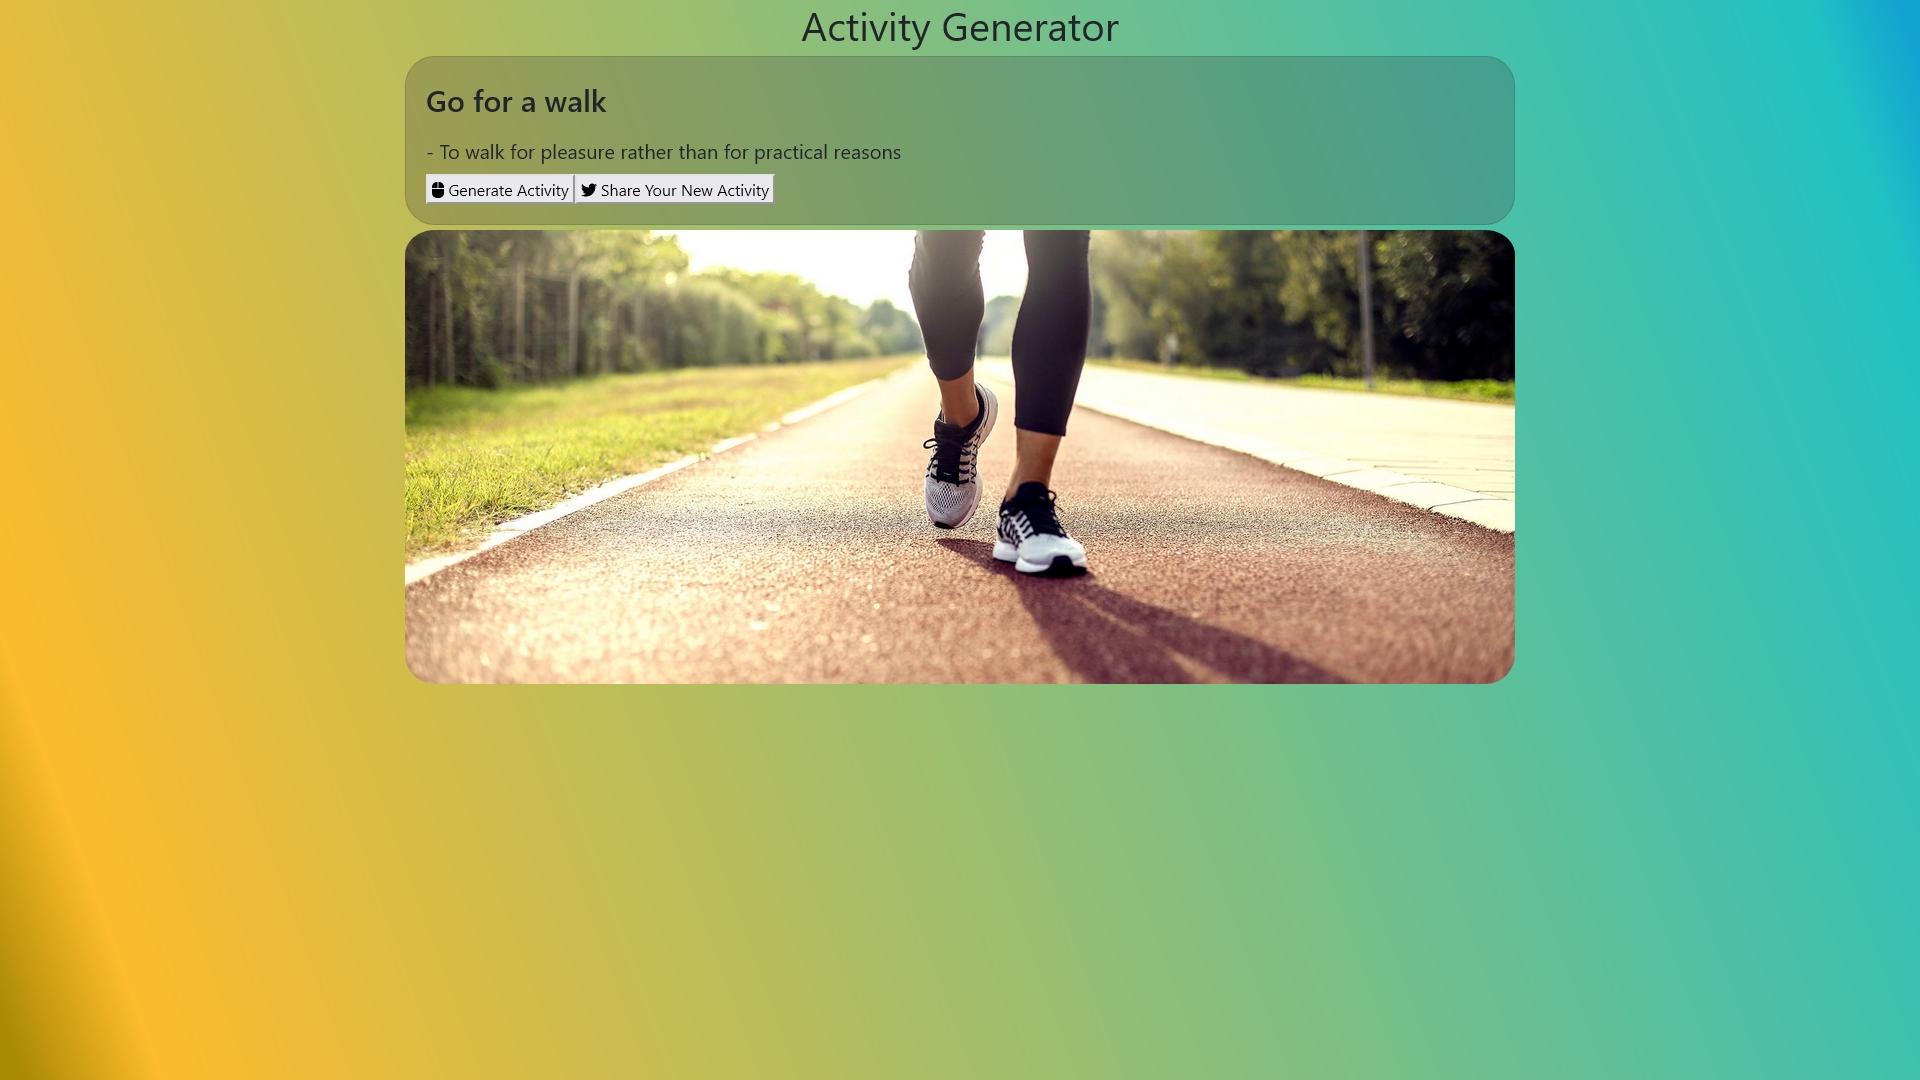 Activity Generator
Go for a walk
- To walk for pleasure rather than for practical reasons
Generate Activity Share Your New Activity